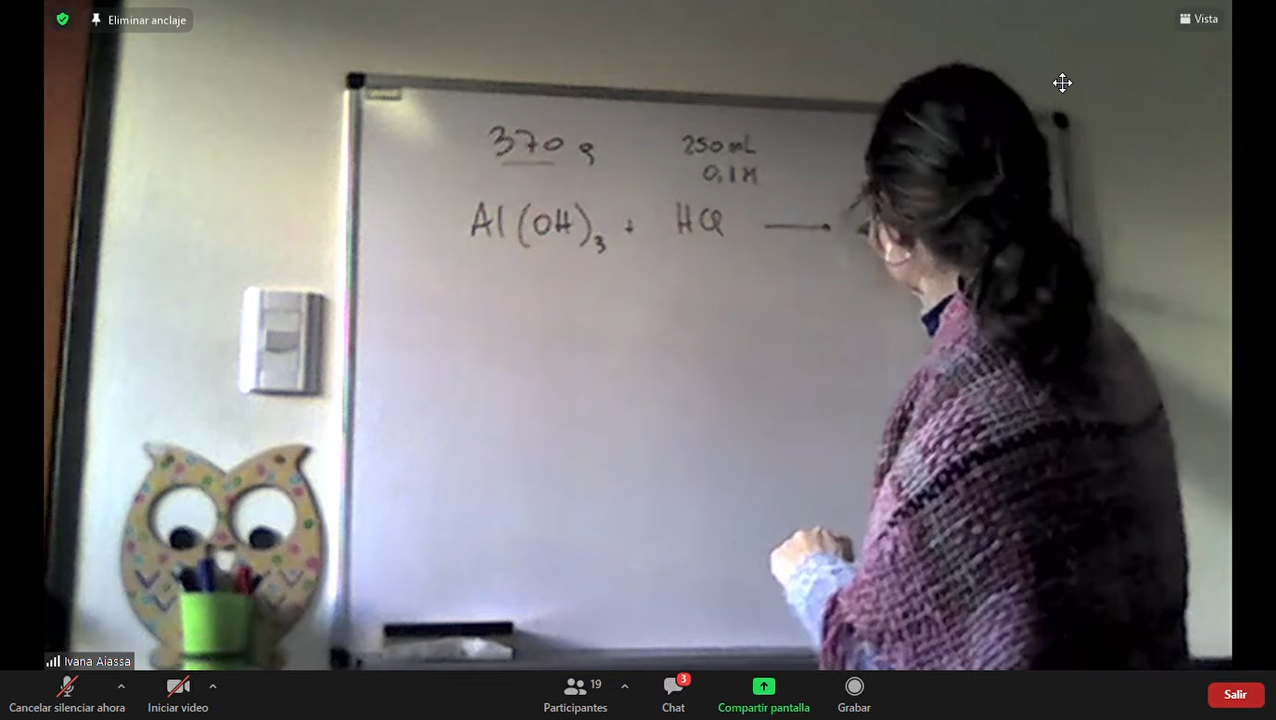 Eliminar anclaje
Vista
370 g
250 mL
0,1 M
Al(OH)₃ + HCl ⟶
Ivana Aiassa
19
3
Cancelar silenciar ahora
Iniciar video
Participantes
Chat
Compartir pantalla
Grabar
Salir